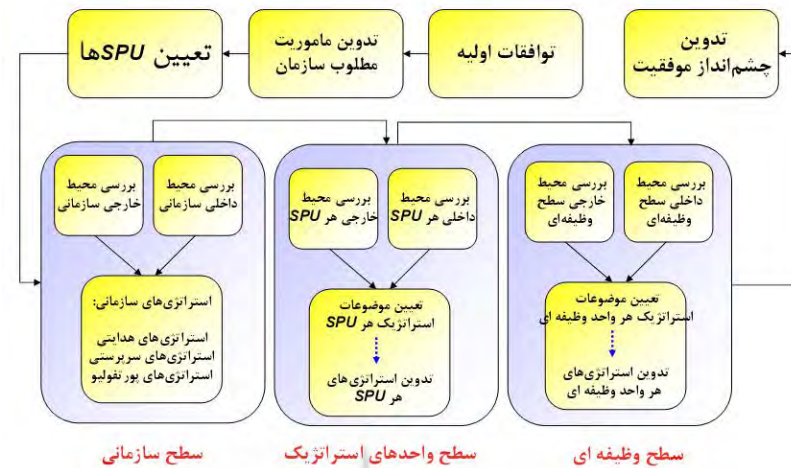 تدوین
چشم‌انداز موفقیت
توافقات اولیه
تدوین ماموریت
مطلوب سازمان
تعیین SPUها
بررسی محیط
داخلی سطح
وظیفه‌ای
بررسی محیط
خارجی سطح
وظیفه‌ای
تعیین موضوعات
استراتژیک هر واحد وظیفه ای
تدوین استراتژی‌های
هر واحد وظیفه ای
بررسی محیط
داخلی هر SPU
بررسی محیط
خارجی هر SPU
تعیین موضوعات
استراتژیک هر SPU
تدوین استراتژی‌های
هر SPU
بررسی محیط
داخلی سازمانی
بررسی محیط
خارجی سازمانی
استراتژی‌های سازمانی:
استراتژی‌های هدایتی
استراتژی‌های سرپرستی
استراتژی‌های پورتفولیو
سطح وظیفه ای
سطح واحدهای استراتژیک
سطح سازمانی